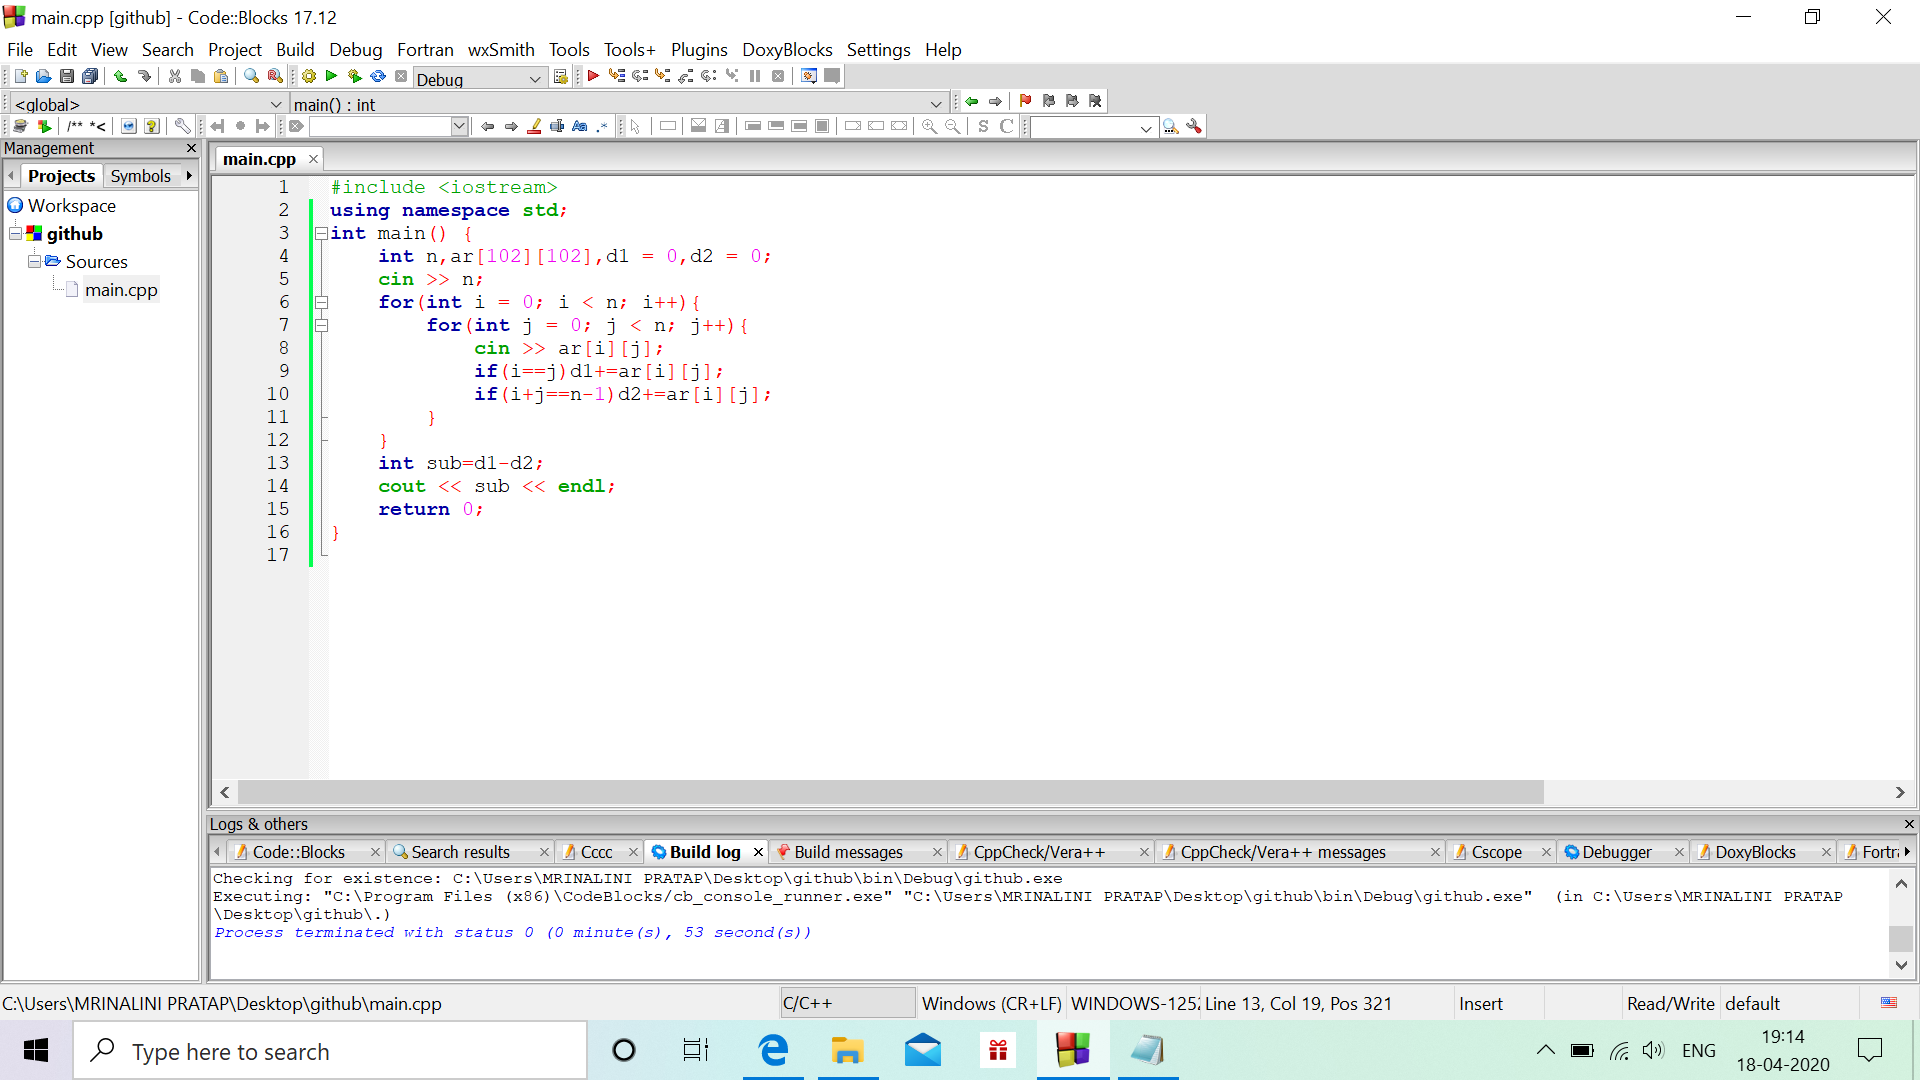 main.cpp [github] - Code::Blocks 17.12
File Edit View Search Project Build Debug Fortran wxSmith Tools Tools+ Plugins DoxyBlocks Settings Help
Debug
<global> main() : int
/** *<
Management
Projects Symbols
main.cpp
Workspace
github
Sources
main.cpp
1 #include <iostream>
2 using namespace std;
3 int main() {
4 int n,ar[102][102],d1 = 0,d2 = 0;
5 cin >> n;
6 for(int i = 0; i < n; i++){
7 for(int j = 0; j < n; j++){
8 cin >> ar[i][j];
9 if(i==j)d1+=ar[i][j];
10 if(i+j==n-1)d2+=ar[i][j];
11 }
12 }
13 int sub=d1-d2;
14 cout << sub << endl;
15 return 0;
16 }
17
Logs & others
Code::Blocks Search results Cccc Build log Build messages CppCheck/Vera++ CppCheck/Vera++ messages Cscope Debugger DoxyBlocks Fortra
Checking for existence: C:\Users\MRINALINI PRATAP\Desktop\github\bin\Debug\github.exe
Executing: "C:\Program Files (x86)\CodeBlocks/cb_console_runner.exe" "C:\Users\MRINALINI PRATAP\Desktop\github\bin\Debug\github.exe"  (in C:\Users\MRINALINI PRATAP
\Desktop\github\.)
Process terminated with status 0 (0 minute(s), 53 second(s))
C:\Users\MRINALINI PRATAP\Desktop\github\main.cpp C/C++ Windows (CR+LF) WINDOWS-1252 Line 13, Col 19, Pos 321 Insert Read/Write default
Type here to search
ENG
19:14
18-04-2020